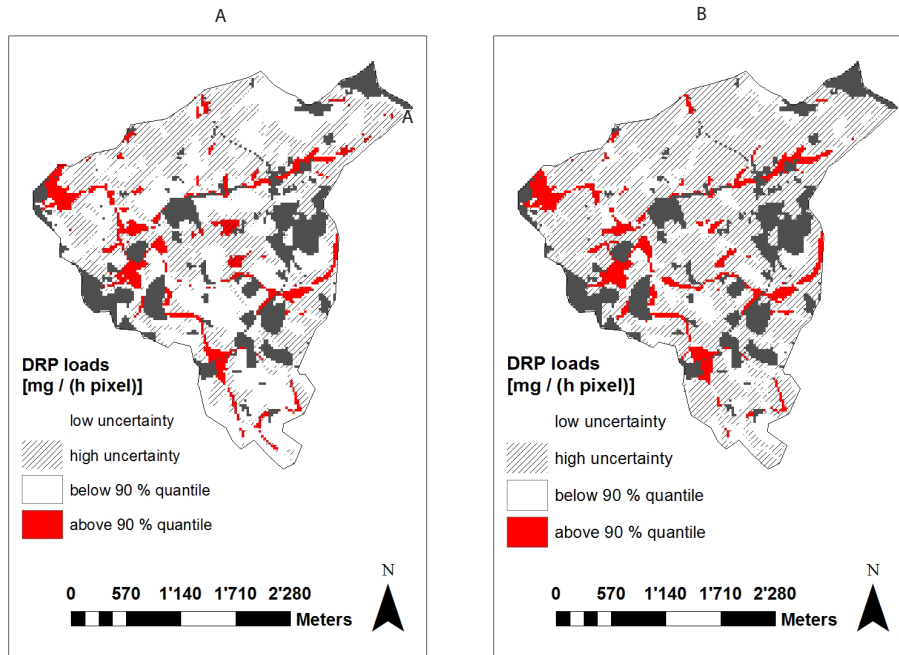 A
B
A
DRP loads
[mg / (h pixel)]
low uncertainty
high uncertainty
below 90 % quantile
above 90 % quantile
0 570 1'140 1'710 2'280
Meters
N
DRP loads
[mg / (h pixel)]
low uncertainty
high uncertainty
below 90 % quantile
above 90 % quantile
0 570 1'140 1'710 2'280
Meters
N